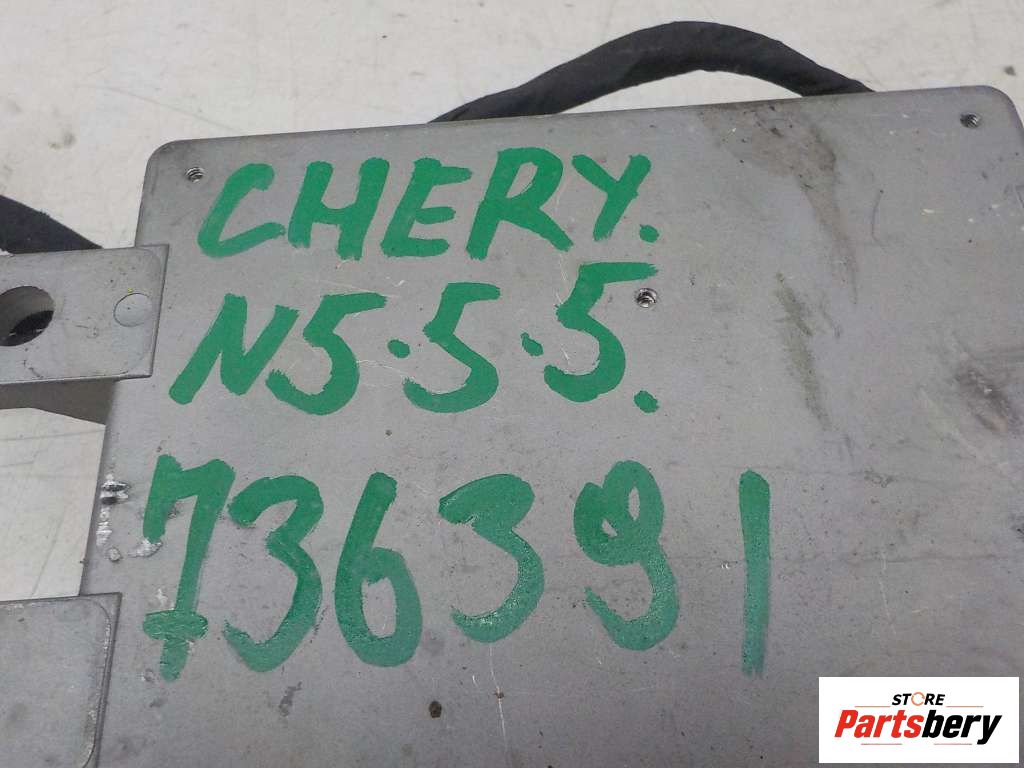 CHERY.
N5.5.5.
736391
STORE
Partsbery